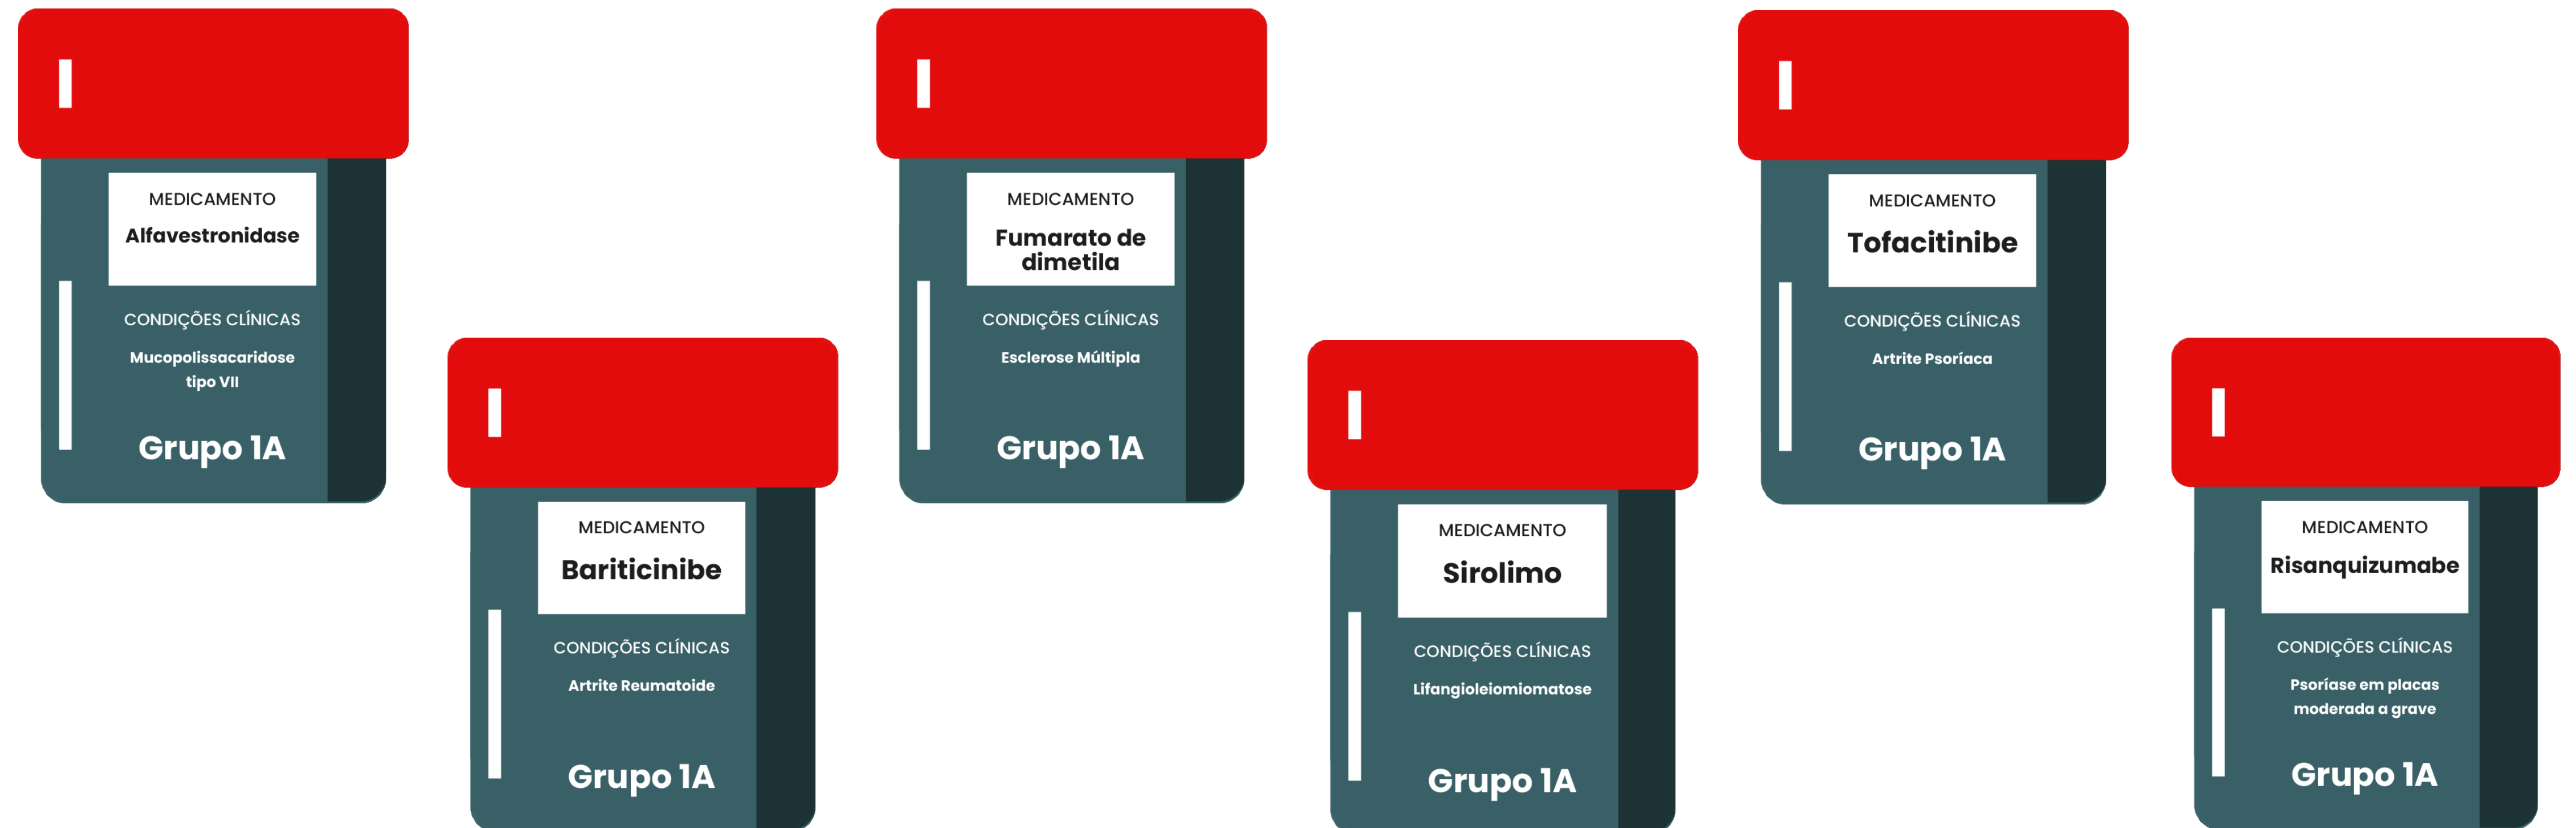 MEDICAMENTO
Alfavestronidase
CONDIÇÕES CLÍNICAS
Mucopolissacaridose
tipo VII
Grupo 1A
MEDICAMENTO
Bariticinibe
CONDIÇÕES CLÍNICAS
Artrite Reumatoide
Grupo 1A
MEDICAMENTO
Fumarato de
dimetila
CONDIÇÕES CLÍNICAS
Esclerose Múltipla
Grupo 1A
MEDICAMENTO
Sirolimo
CONDIÇÕES CLÍNICAS
Lifangioleiomiomatose
Grupo 1A
MEDICAMENTO
Tofacitinibe
CONDIÇÕES CLÍNICAS
Artrite Psoríaca
Grupo 1A
MEDICAMENTO
Risanquizumabe
CONDIÇÕES CLÍNICAS
Psoríase em placas
moderada a grave
Grupo 1A